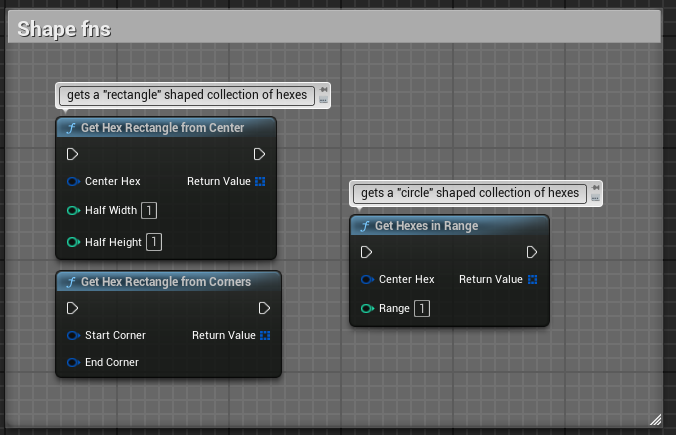 Shape fns
gets a "rectangle" shaped collection of hexes
f Get Hex Rectangle from Center
Center Hex Return Value
Half Width 1
Half Height 1
f Get Hex Rectangle from Corners
Start Corner Return Value
End Corner
gets a "circle" shaped collection of hexes
f Get Hexes in Range
Center Hex Return Value
Range 1